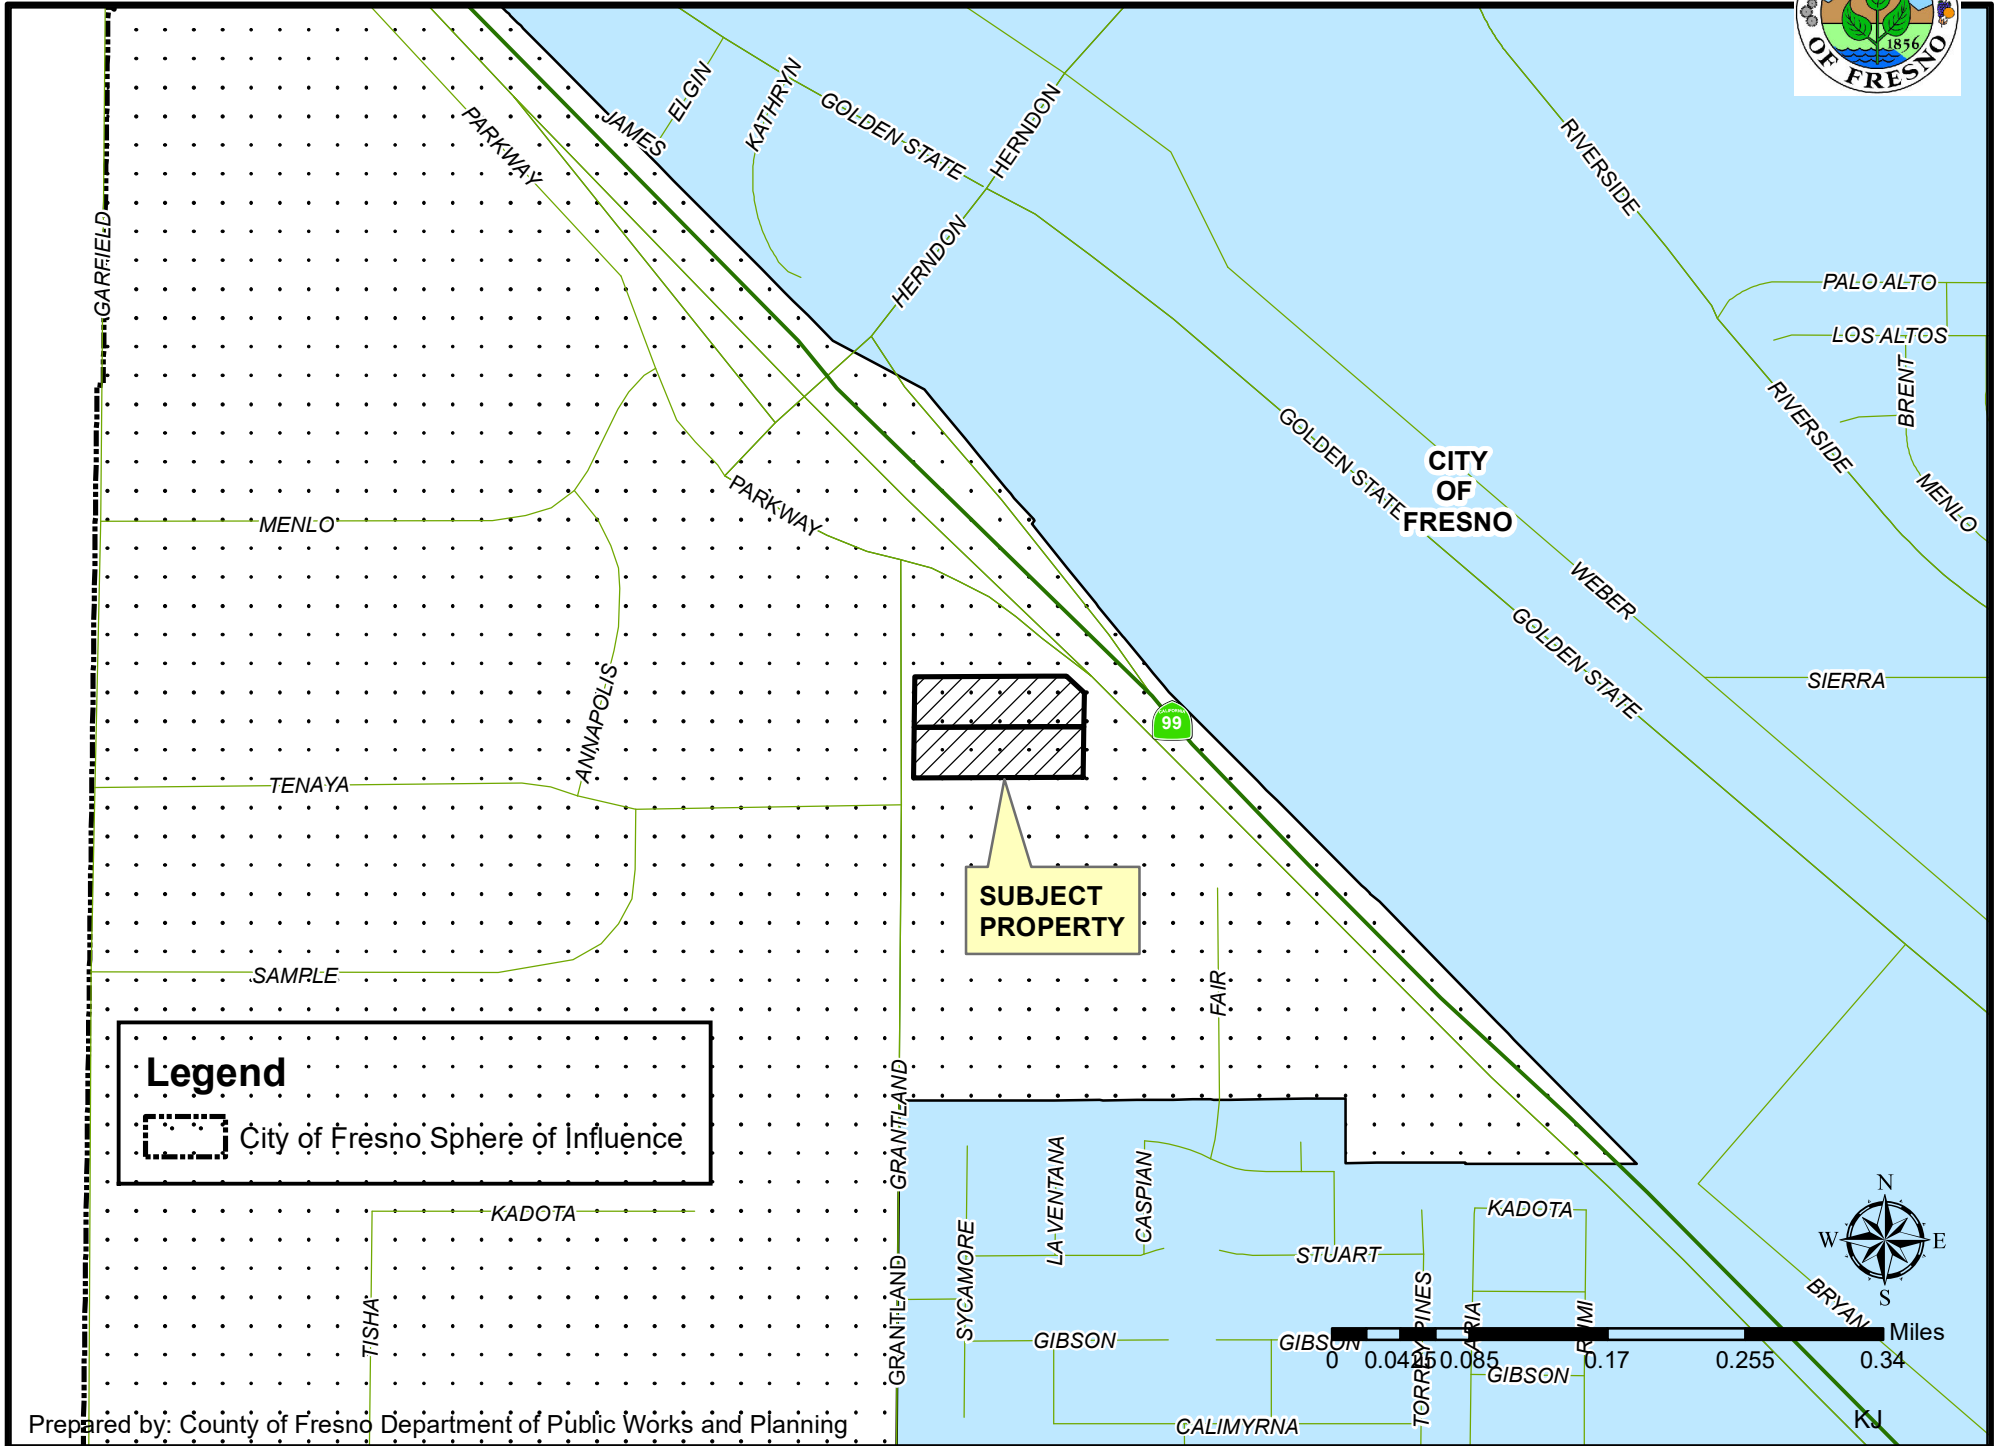 1856
OF FRESNO
JAMES
ELGIN
KATHRYN
GOLDEN STATE
HERNDON
HERNDON
PARKWAY
RIVERSIDE
GARFIELD
PALO ALTO
LOS ALTOS
BRENT
RIVERSIDE
MENLO
GOLDEN STATE
CITY
OF
FRESNO
MENLO
PARKWAY
WEBER
GOLDEN STATE
SIERRA
ANNAPOLIS
CALIFORNIA
99
TENAYA
SUBJECT
PROPERTY
SAMPLE
FAIR
Legend
City of Fresno Sphere of Influence
GRANTLAND
LA VENTANA
CASPIAN
KADOTA
KADOTA
SYCAMORE
STUART
N
W
E
S
TISHA
GRANTLAND
GIBSON
GIBSON
TORREY PINES
ARIA
BRYAN
Miles
0
0.0425
0.085
0.17
0.255
0.34
GIBSON
CALIMYRNA
KJ
Prepared by: County of Fresno Department of Public Works and Planning